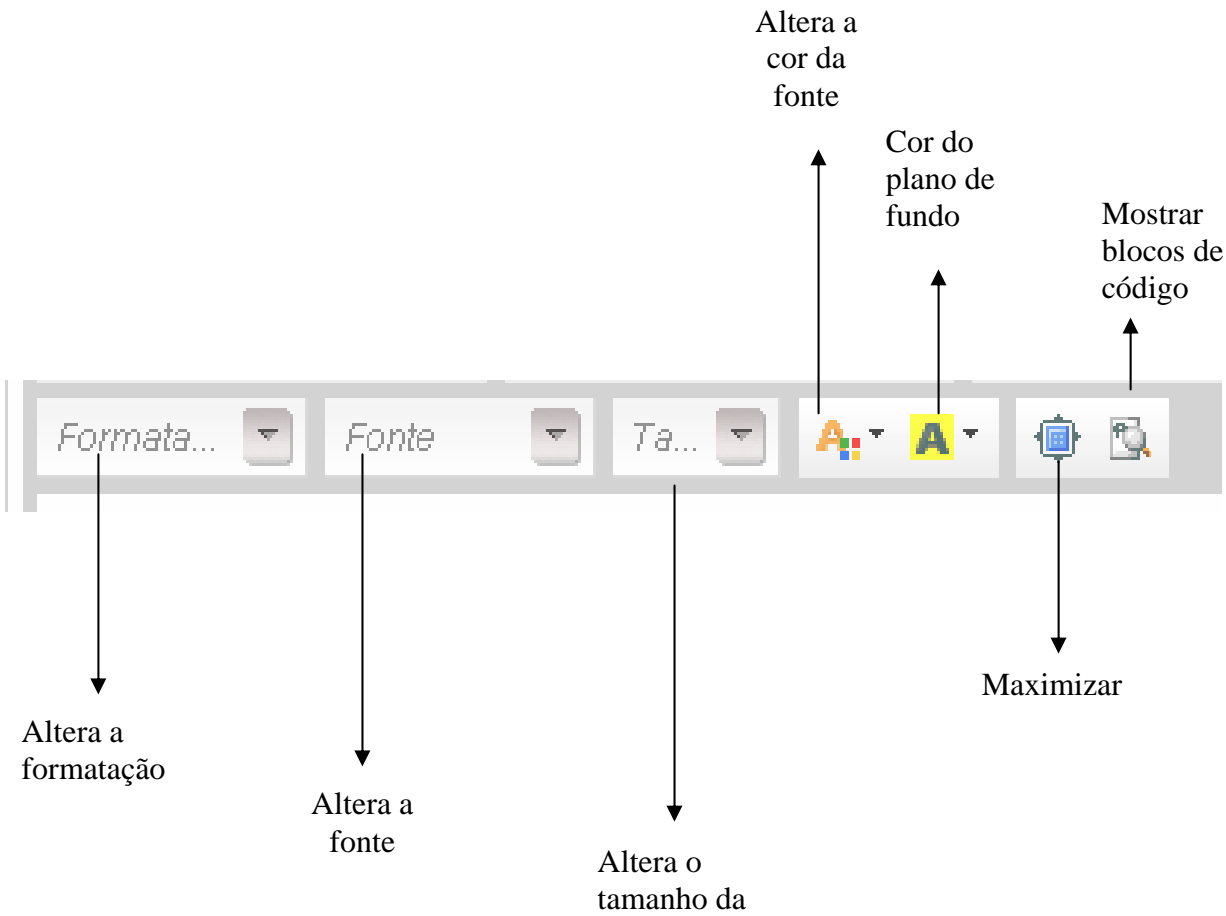 Altera a
cor da
fonte
Cor do
plano de
fundo
Mostrar
blocos de
código
Formata...
Fonte
Ta...
A
A
Maximizar
Altera a
formatação
Altera a
fonte
Altera o
tamanho da